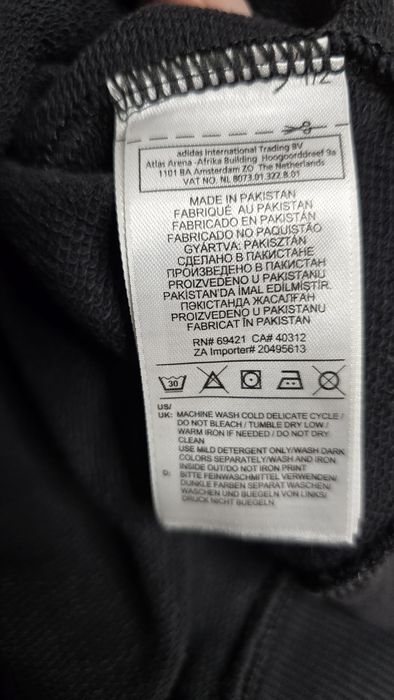 1/2
adidas International Trading BV
Atlas Arena -Afrika Building Hoogoorddreef 9a
1101 BA Amsterdam ZO The Netherlands
VAT NO. NL 8073.01.327.B.01
MADE IN PAKISTAN
FABRIQUÉ AU PAKISTAN
FABRICADO EN PAKISTÁN
FABRICADO NO PAQUISTÃO
GYÁRTVA: PAKISZTÁN
СДЕЛАНО В ПАКИСТАНЕ
ПРОИЗВЕДЕНО В ПАКИСТАН
PROIZVEDENO U PAKISTANU
PAKİSTAN'DA İMAL EDİLMİŞTİR.
ПӘКІСТАНДА ЖАСАЛҒАН
PROIZVEDENO U PAKISTANU
FABRICAT ÎN PAKISTAN
RN# 69421 CA# 40312
ZA Importer# 20495613
30
US/
UK: MACHINE WASH COLD DELICATE CYCLE /
DO NOT BLEACH / TUMBLE DRY LOW /
WARM IRON IF NEEDED / DO NOT DRY
CLEAN
USE MILD DETERGENT ONLY/WASH DARK
COLORS SEPARATELY/WASH AND IRON
INSIDE OUT/DO NOT IRON PRINT
D: BITTE FEINWASCHMITTEL VERWENDEN/
DUNKLE FARBEN SEPARAT WASCHEN/
WASCHEN UND BUEGELN VON LINKS/
DRUCK NICHT BUEGELN